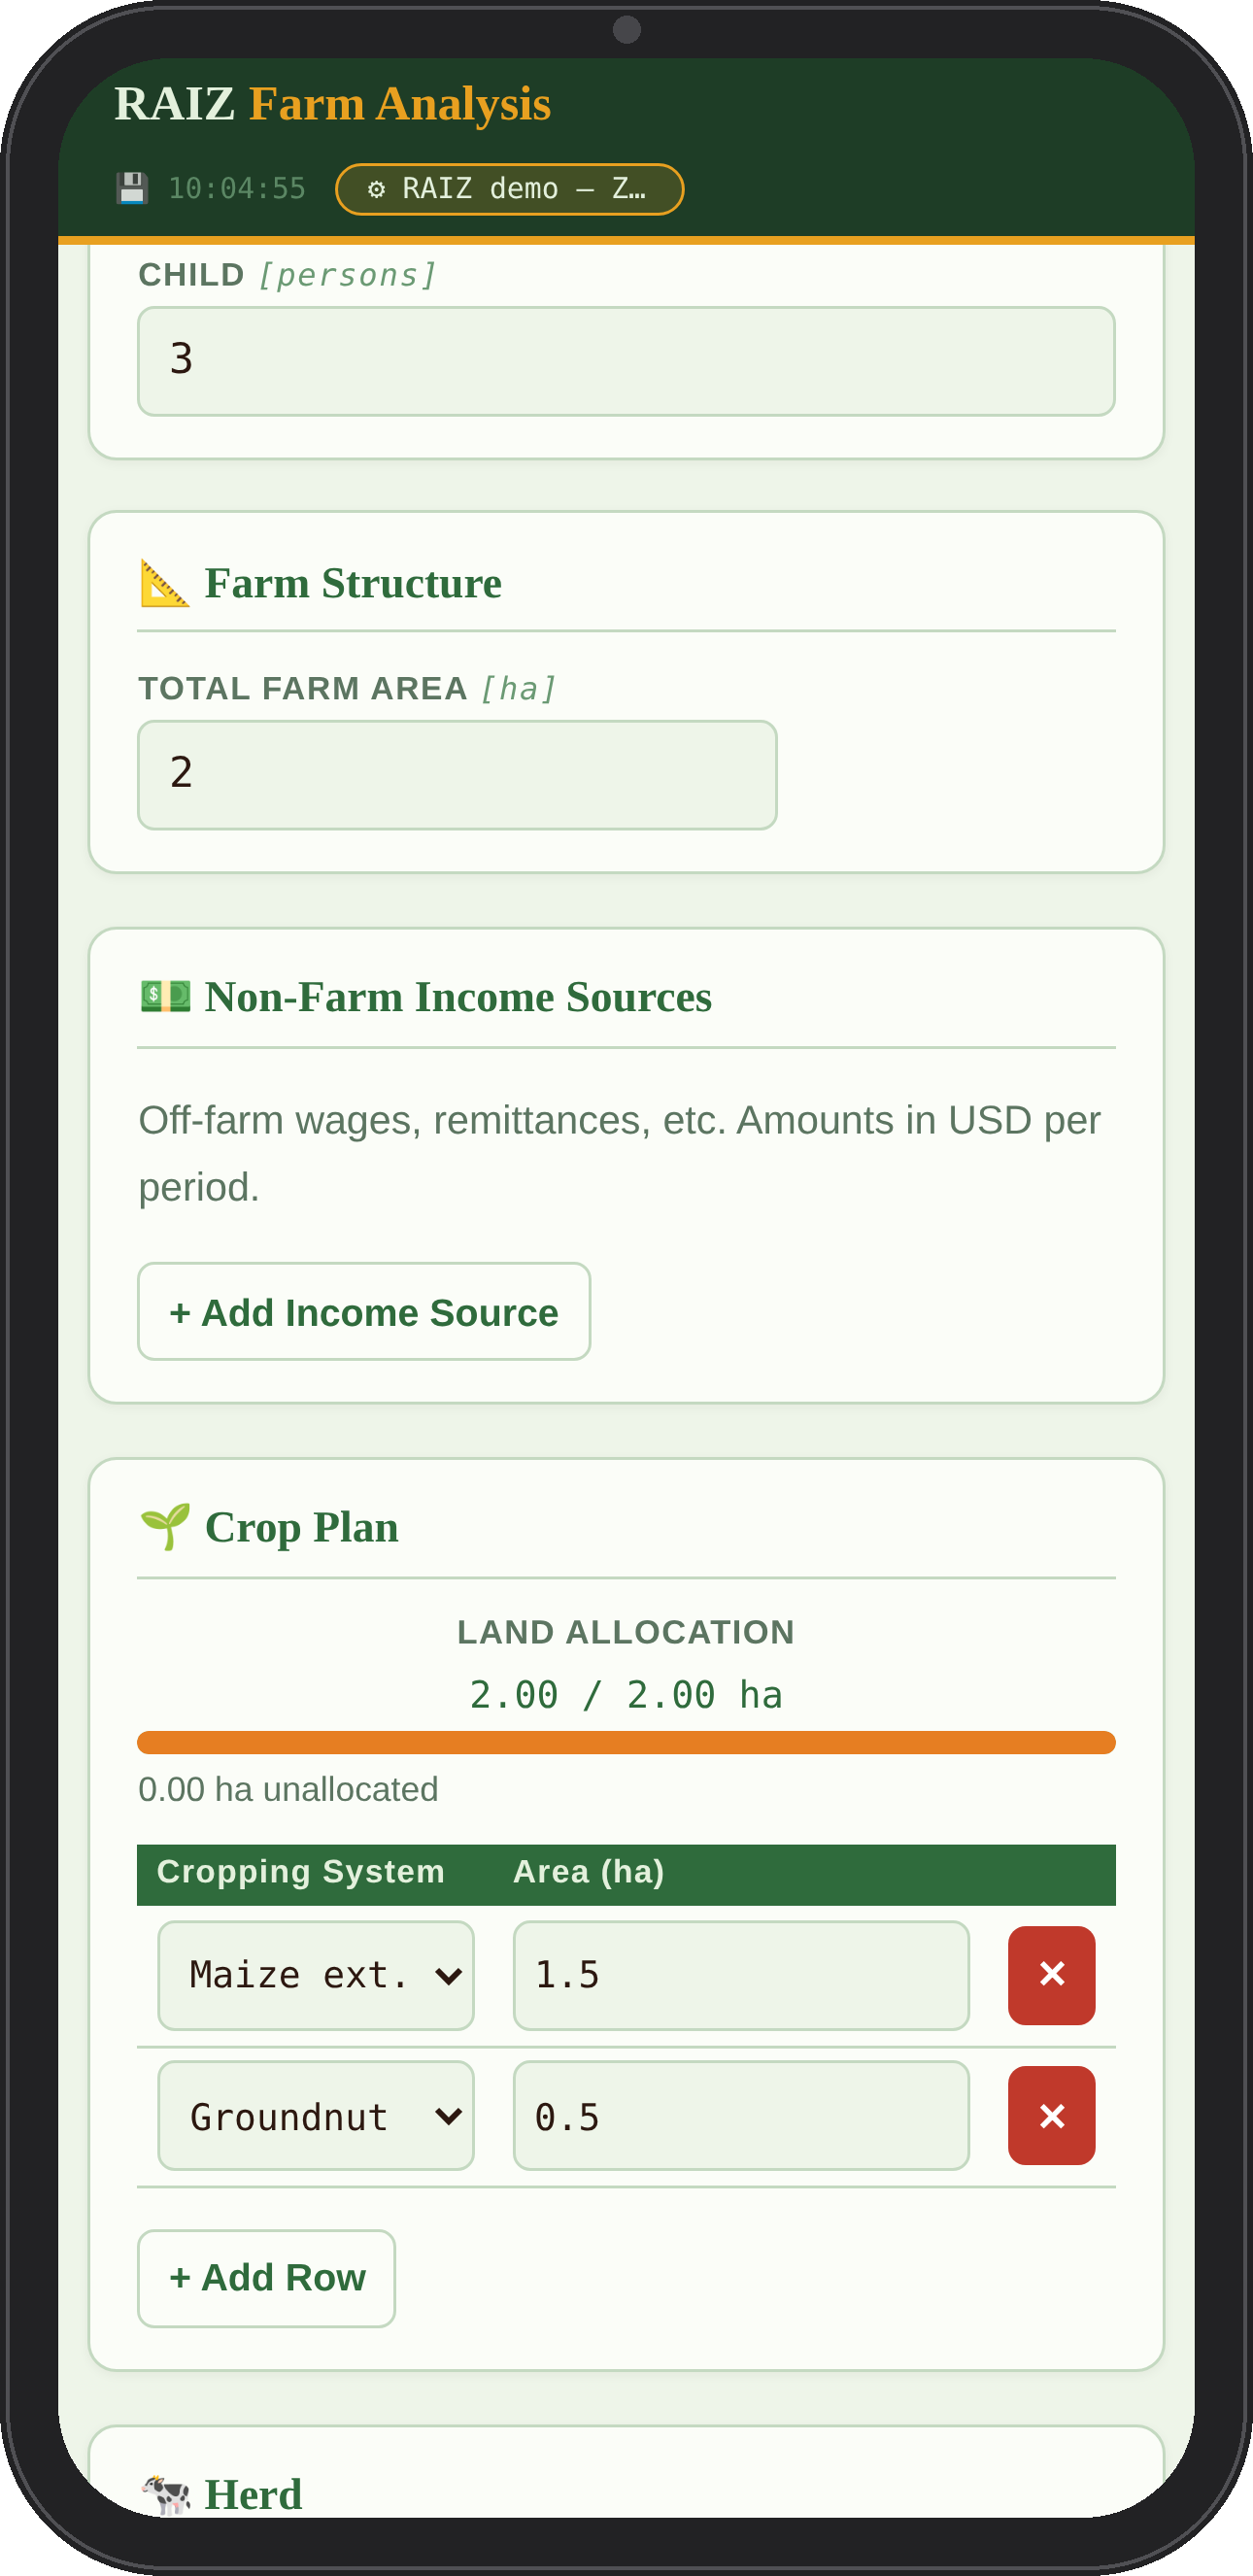 RAIZ Farm Analysis
10:04:55
⚙ RAIZ demo — Z…
CHILD [persons]
3
Farm Structure
TOTAL FARM AREA [ha]
2
Non-Farm Income Sources
Off-farm wages, remittances, etc. Amounts in USD per
period.
+ Add Income Source
Crop Plan
LAND ALLOCATION
2.00 / 2.00 ha
0.00 ha unallocated
Cropping System Area (ha)
Maize ext. 1.5 ✕
Groundnut 0.5 ✕
+ Add Row
Herd